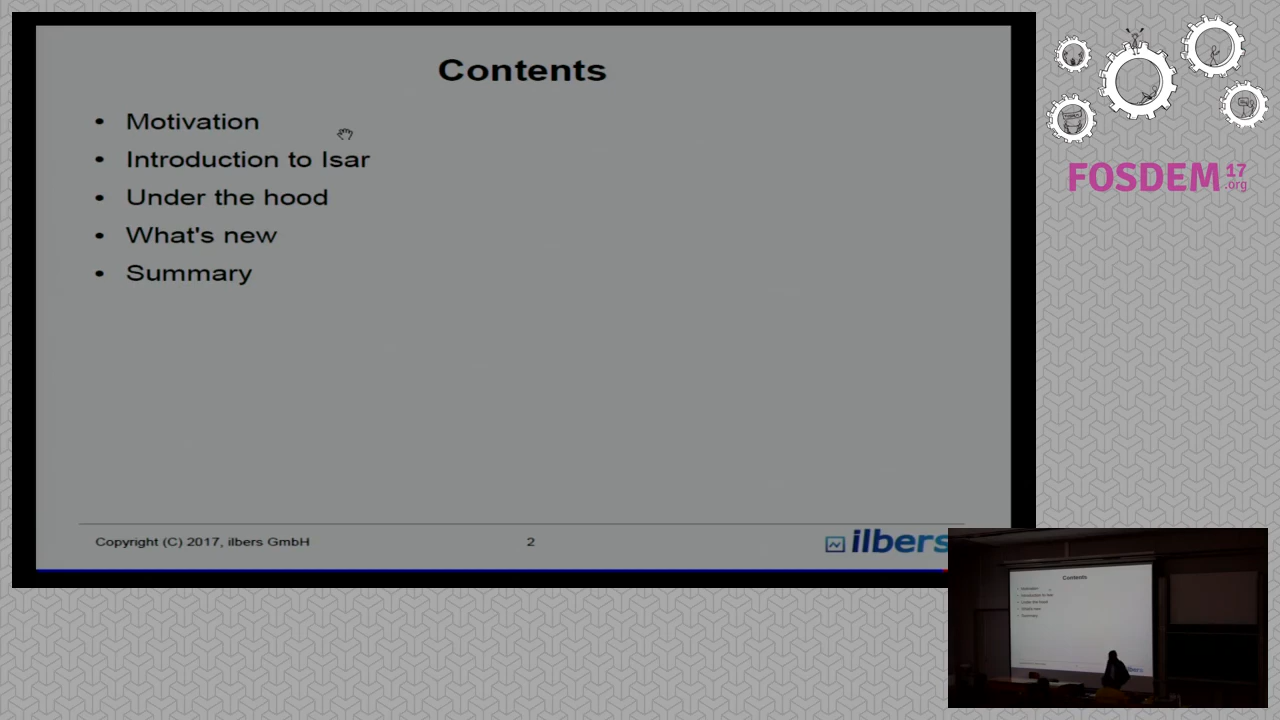 Contents
• Motivation
• Introduction to Isar
• Under the hood
• What's new
• Summary
Copyright (C) 2017, ilbers GmbH
2
ilbers
FOSDEM 17
.org
Contents